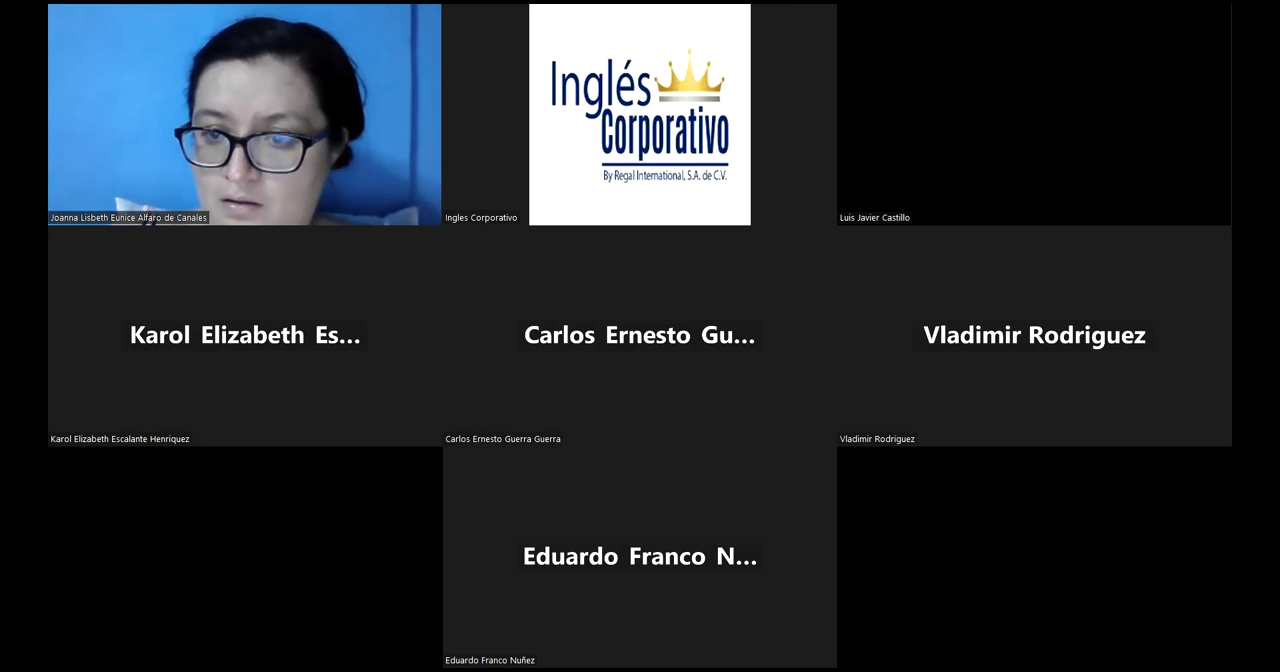 Inglés
Corporativo
By Regal International, S.A. de C.V.
Joanna Lisbeth Eunice Alfaro de Canales
Ingles Corporativo
Luis Javier Castillo
Karol Elizabeth Es...
Carlos Ernesto Gu...
Vladimir Rodriguez
Karol Elizabeth Escalante Henriquez
Carlos Ernesto Guerra Guerra
Vladimir Rodriguez
Eduardo Franco N...
Eduardo Franco Nuñez